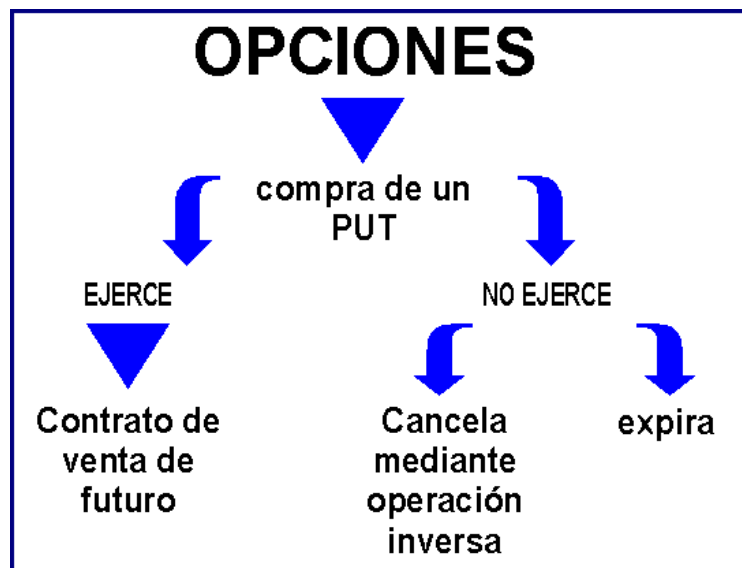 OPCIONES
compra de un
PUT
EJERCE
NO EJERCE
Contrato de
venta de
futuro
Cancela
mediante
operación
inversa
expira